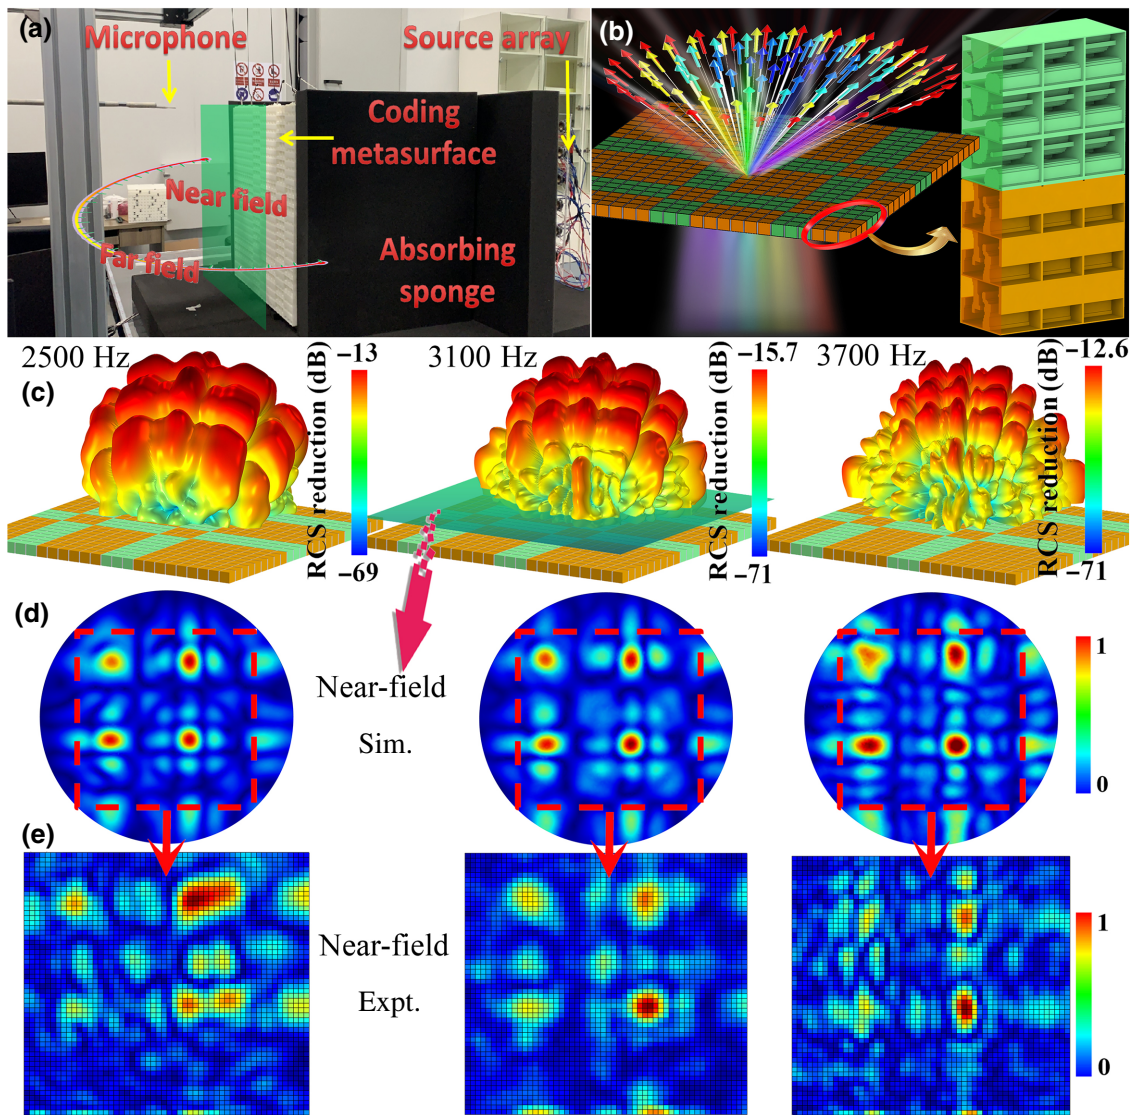 (a)
Microphone
Source array
Coding
metasurface
Near field
Far field
Absorbing
sponge
(b)
(c)
2500 Hz
RCS reduction (dB)
−13
−69
3100 Hz
RCS reduction (dB)
−15.7
−71
3700 Hz
RCS reduction (dB)
−12.6
−71
(d)
Near-field
Sim.
1
0
(e)
Near-field
Expt.
1
0